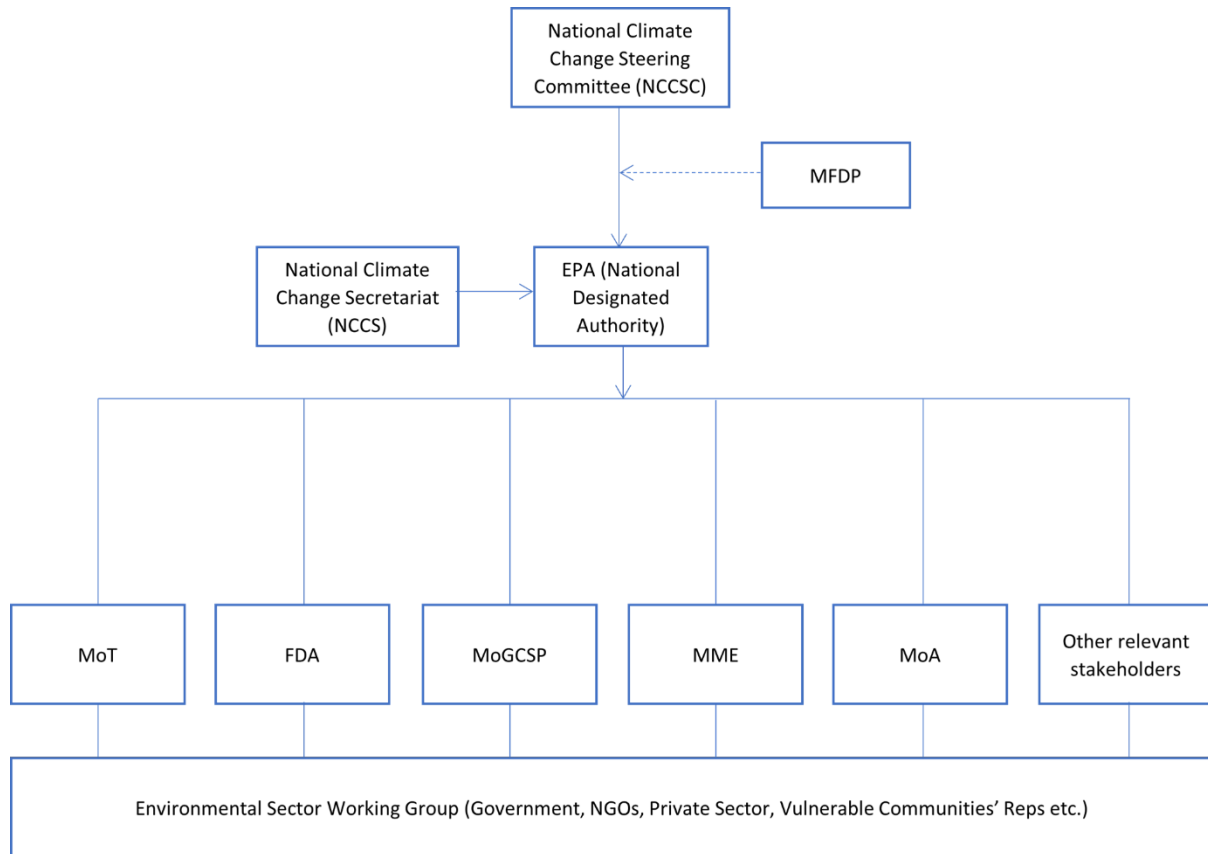 National Climate
Change Steering
Committee (NCCSC)
MFDP
National Climate
Change Secretariat
(NCCS)
EPA (National
Designated
Authority)
MoT
FDA
MoGCSP
MME
MoA
Other relevant
stakeholders
Environmental Sector Working Group (Government, NGOs, Private Sector, Vulnerable Communities’ Reps etc.)